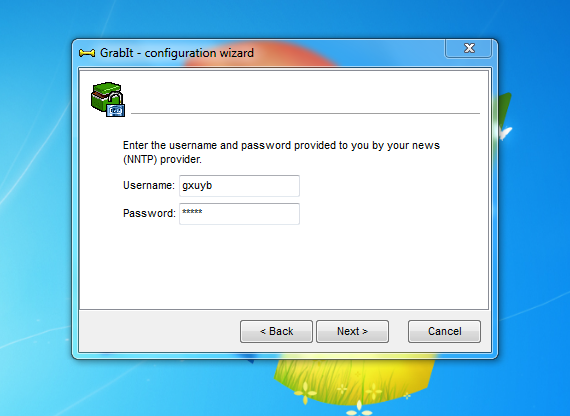 GrabIt - configuration wizard
Enter the username and password provided to you by your news
(NNTP) provider.
Username: gxuyb
Password: *****
< Back Next > Cancel